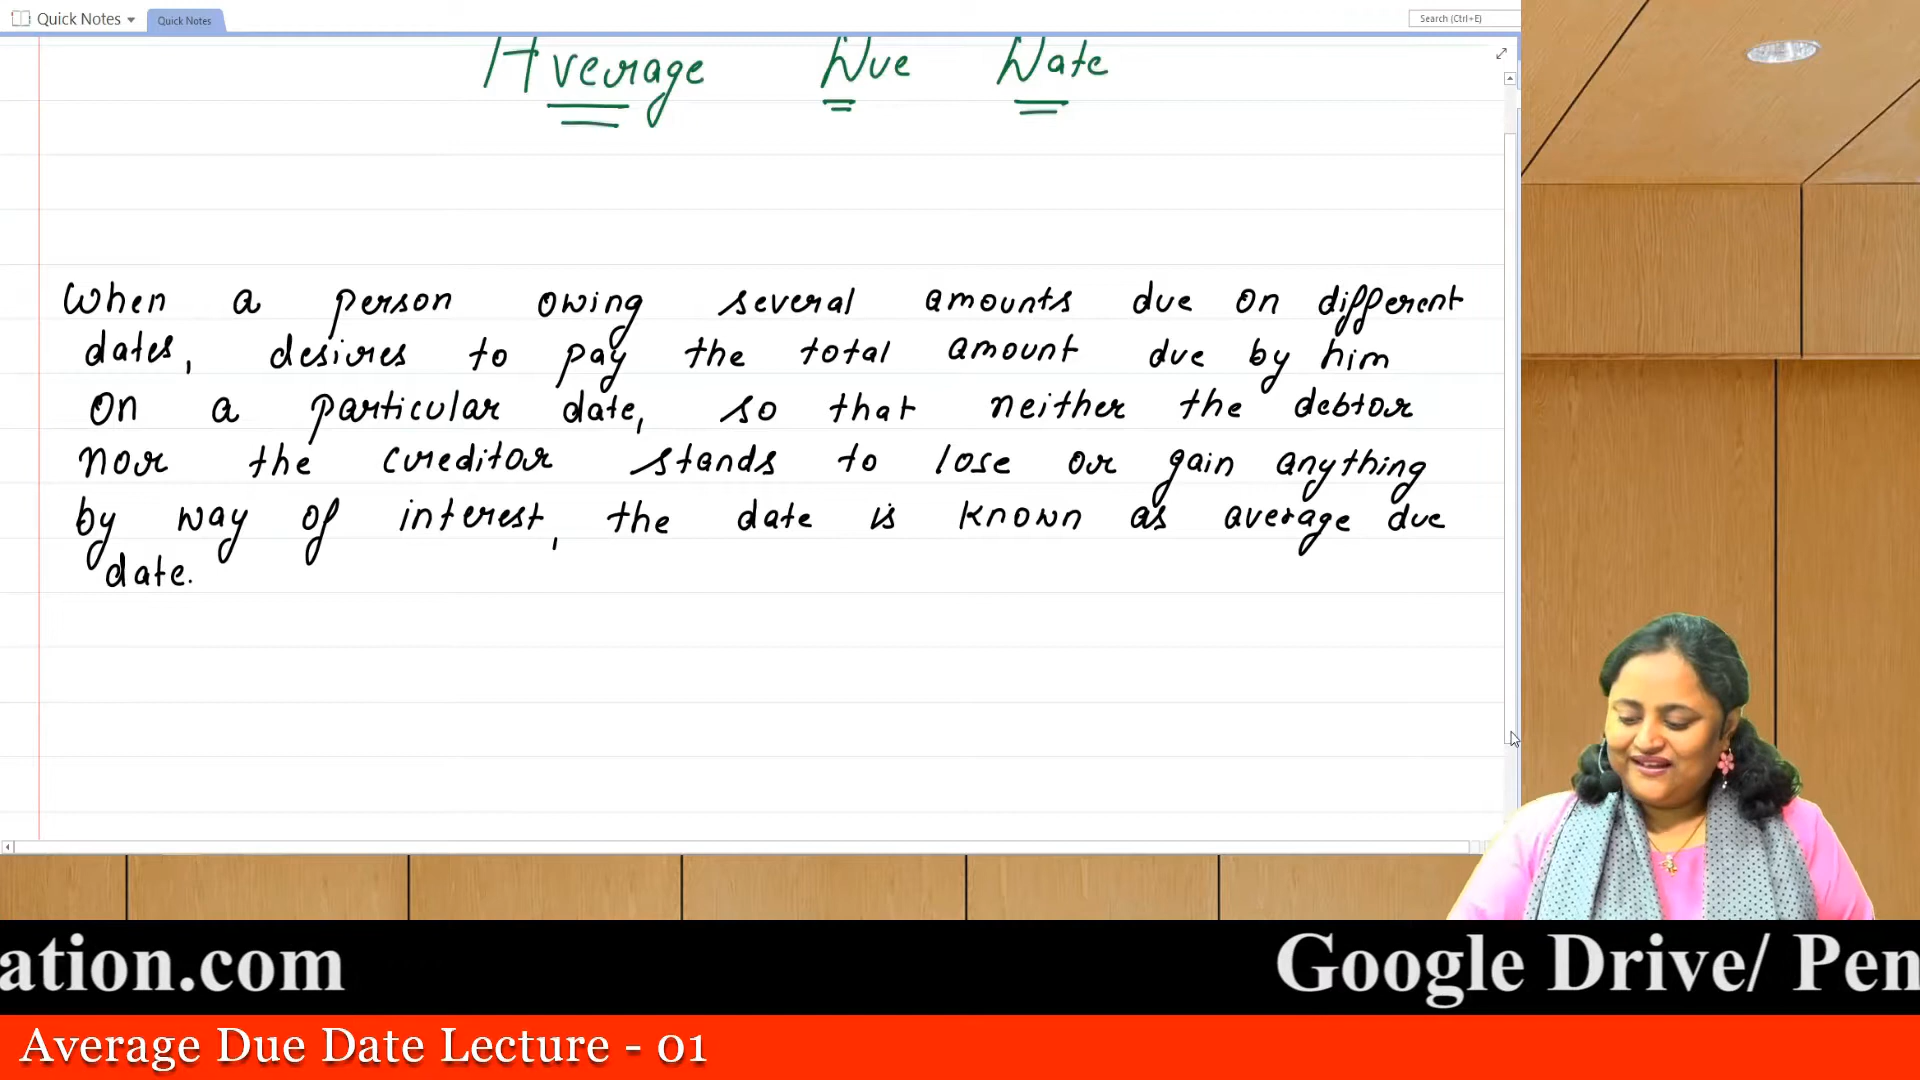 Quick Notes
Quick Notes
Search (Ctrl+E)
Average Due Date
When a person owing several amounts due on different
dates, desires to pay the total amount due by him
On a particular date, so that neither the debtor
nor the creditor stands to lose or gain anything
by way of interest, the date is known as average due
date.
ation.com
Google Drive/ Pen
Average Due Date Lecture - 01